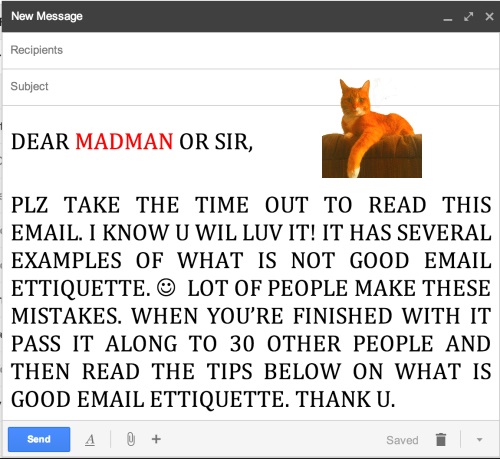 New Message
Recipients
Subject
DEAR MADMAN OR SIR,
PLZ TAKE THE TIME OUT TO READ THIS
EMAIL. I KNOW U WIL LUV IT! IT HAS SEVERAL
EXAMPLES OF WHAT IS NOT GOOD EMAIL
ETTIQUETTE. ☺ LOT OF PEOPLE MAKE THESE
MISTAKES. WHEN YOU'RE FINISHED WITH IT
PASS IT ALONG TO 30 OTHER PEOPLE AND
THEN READ THE TIPS BELOW ON WHAT IS
GOOD EMAIL ETTIQUETTE. THANK U.
Send A Saved